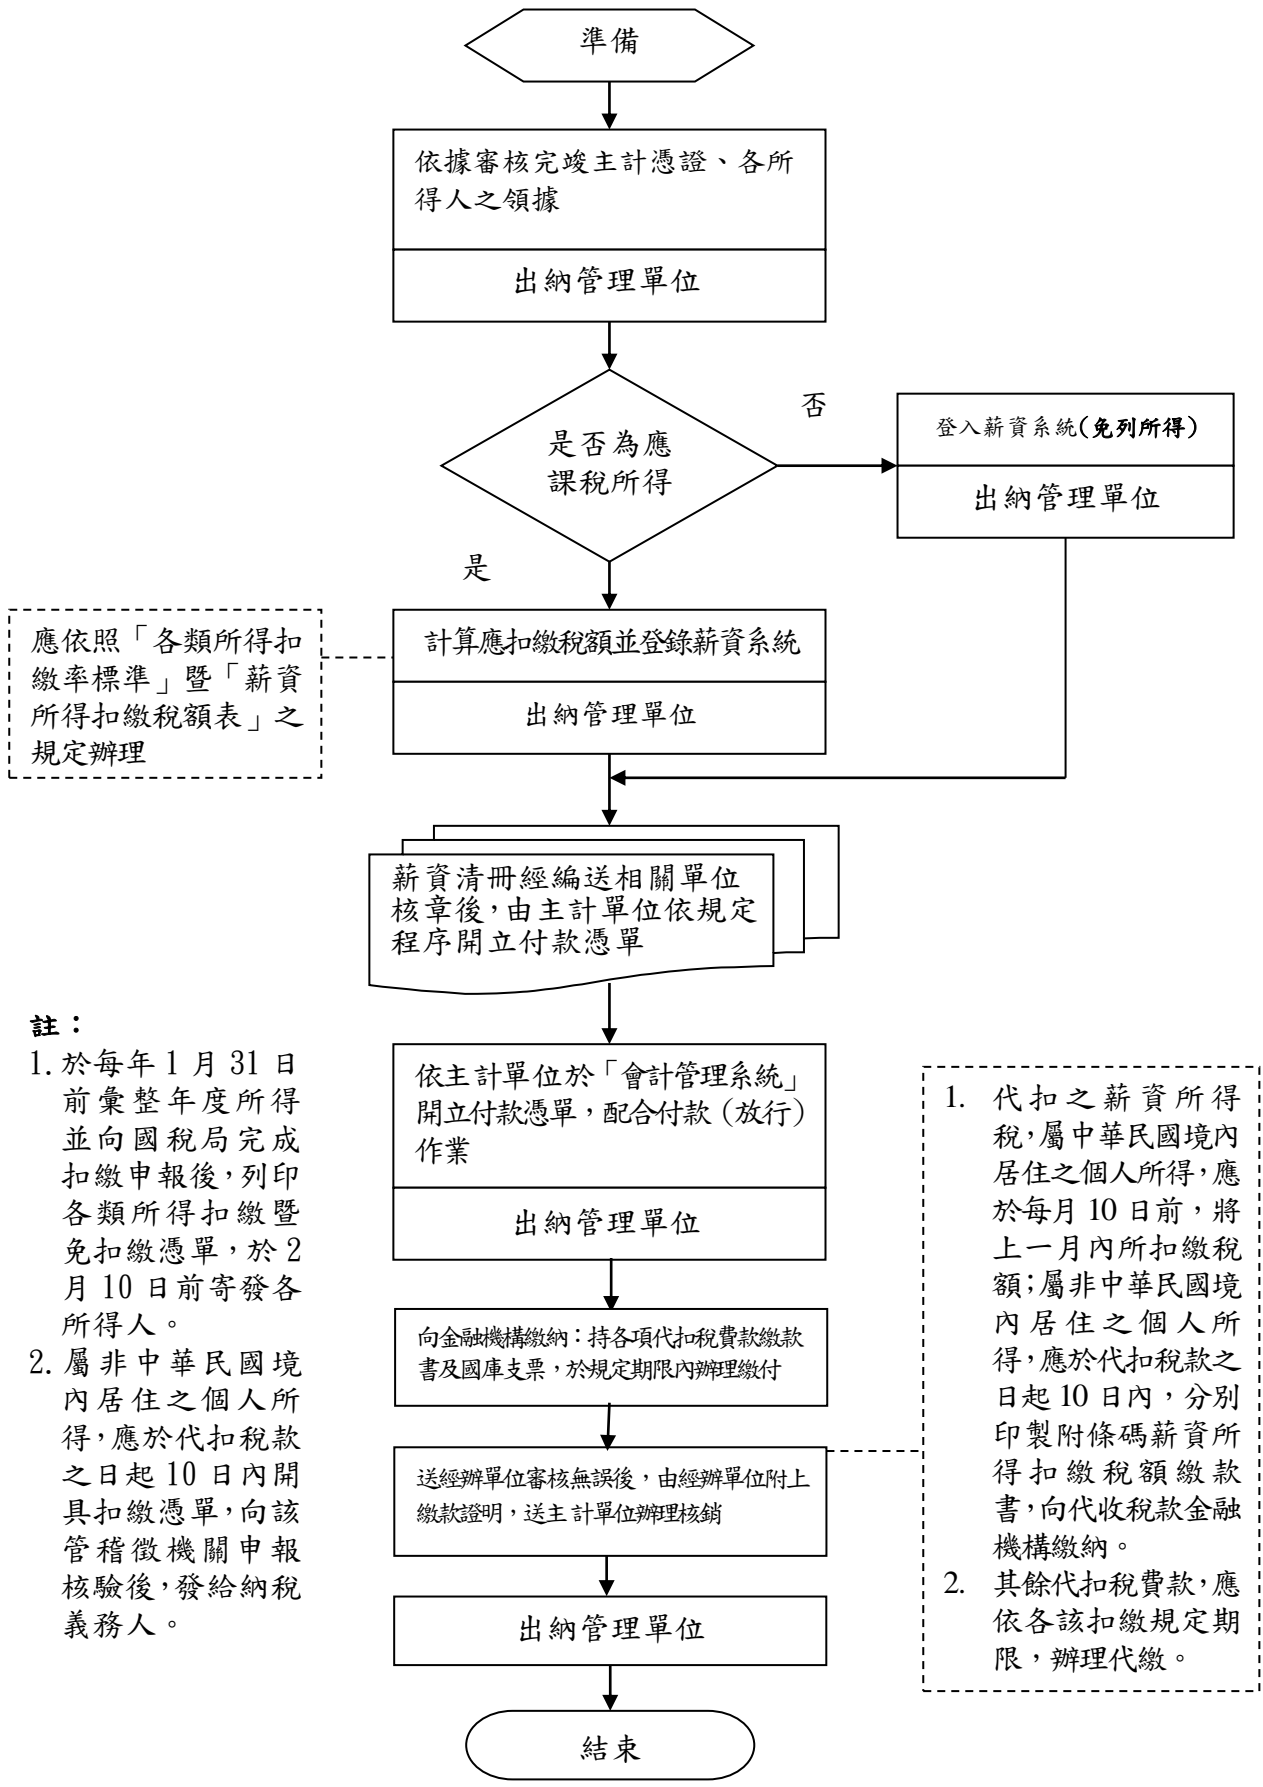 準備
依據審核完竣主計憑證、各所
得人之領據
出納管理單位
是否為應
課稅所得
否
登入薪資系統(免列所得)
出納管理單位
是
應依照「各類所得扣
繳率標準」暨「薪資
所得扣繳稅額表」之
規定辦理
計算應扣繳稅額並登錄薪資系統
出納管理單位
薪資清冊經編送相關單位
核章後,由主計單位依規定
程序開立付款憑單
依主計單位於「會計管理系統」
開立付款憑單,配合付款(放行)
作業
出納管理單位
向金融機構繳納:持各項代扣稅費款繳款
書及國庫支票,於規定期限內辦理繳付
送經辦單位審核無誤後,由經辦單位附上
繳款證明,送主計單位辦理核銷
出納管理單位
結束
註:
1. 於每年 1 月 31 日
前彙整年度所得
並向國稅局完成
扣繳申報後,列印
各類所得扣繳暨
免扣繳憑單,於 2
月 10 日前寄發各
所得人。
2. 屬非中華民國境
內居住之個人所
得,應於代扣稅款
之日起 10 日內開
具扣繳憑單,向該
管稽徵機關申報
核驗後,發給納稅
義務人。
1. 代扣之薪資所得
稅,屬中華民國境內
居住之個人所得,應
於每月 10 日前,將
上一月內所扣繳稅
額;屬非中華民國境
內居住之個人所
得,應於代扣稅款之
日起 10 日內,分別
印製附條碼薪資所
得扣繳稅額繳款
書,向代收稅款金融
機構繳納。
2. 其餘代扣稅費款,應
依各該扣繳規定期
限,辦理代繳。